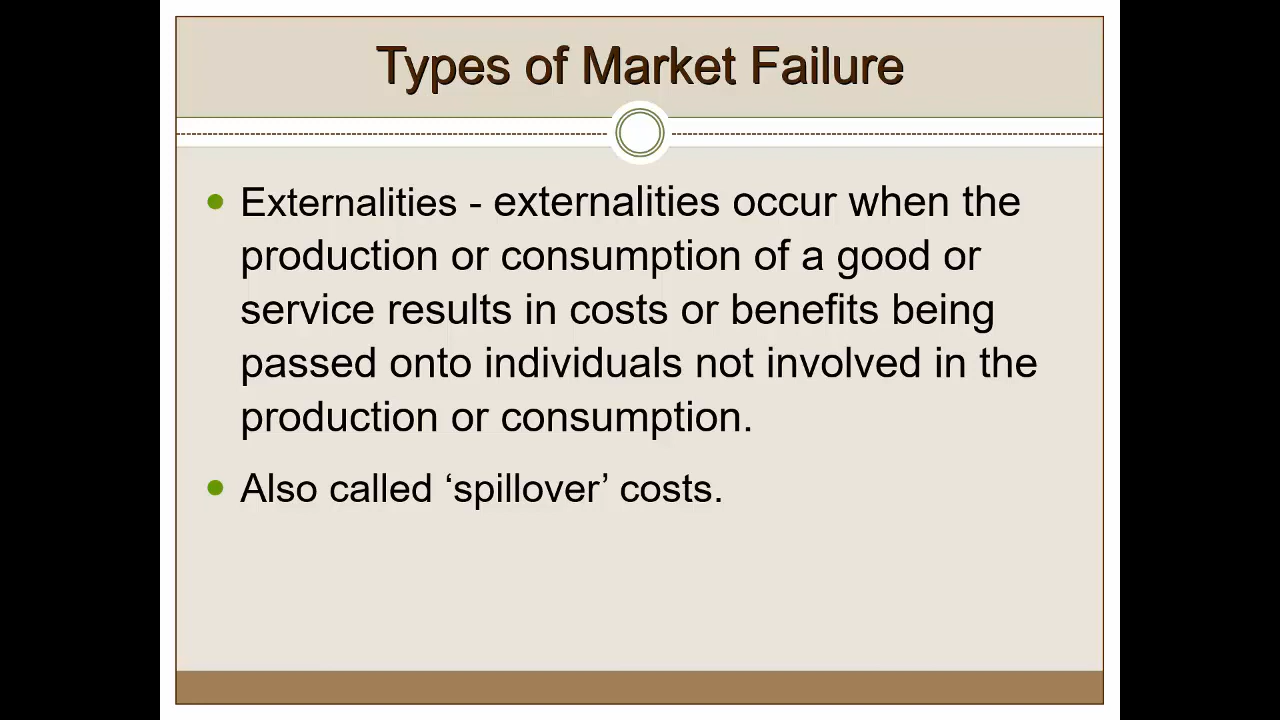 Types of Market Failure
Externalities - externalities occur when the
production or consumption of a good or
service results in costs or benefits being
passed onto individuals not involved in the
production or consumption.
Also called ‘spillover’ costs.